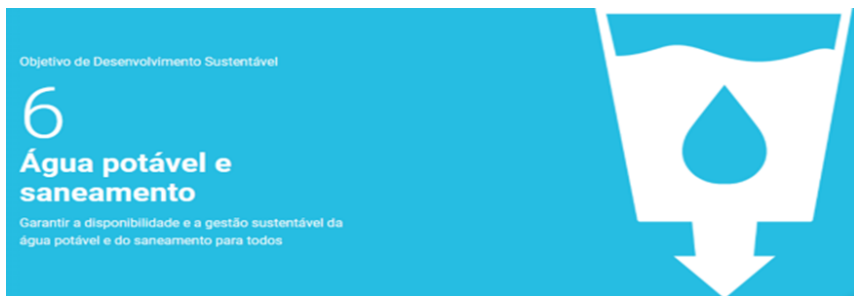 Objetivo de Desenvolvimento Sustentável
6
Água potável e
saneamento
Garantir a disponibilidade e a gestão sustentável da
água potável e do saneamento para todos